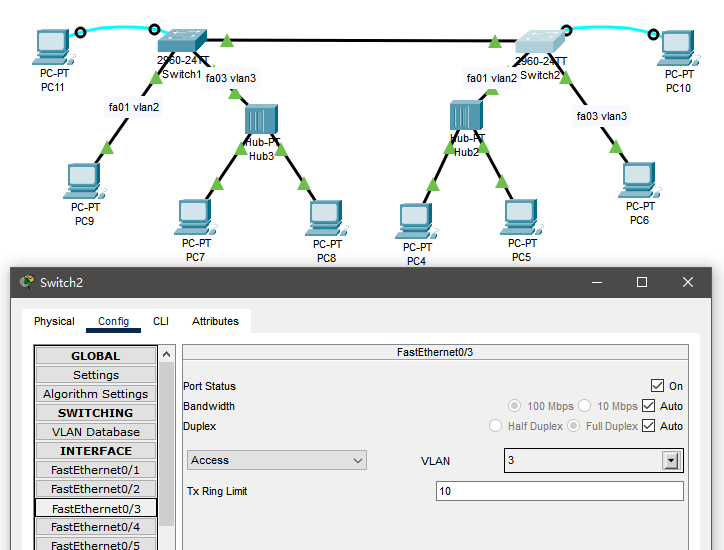 2960-24TT
Switch1
2960-24TT
Switch2
PC-PT
PC11
PC-PT
PC10
fa03 vlan3
fa01 vlan2
fa01 vlan2
fa03 vlan3
Hub-PT
Hub3
Hub-PT
Hub2
PC-PT
PC9
PC-PT
PC6
PC-PT
PC7
PC-PT
PC8
PC-PT
PC4
PC-PT
PC5
Switch2
Physical Config CLI Attributes
GLOBAL
Settings
Algorithm Settings
SWITCHING
VLAN Database
INTERFACE
FastEthernet0/1
FastEthernet0/2
FastEthernet0/3
FastEthernet0/4
FastEthernet0/5
FastEthernet0/3
Port Status On
Bandwidth 100 Mbps 10 Mbps Auto
Duplex Half Duplex Full Duplex Auto
Access VLAN 3
Tx Ring Limit 10